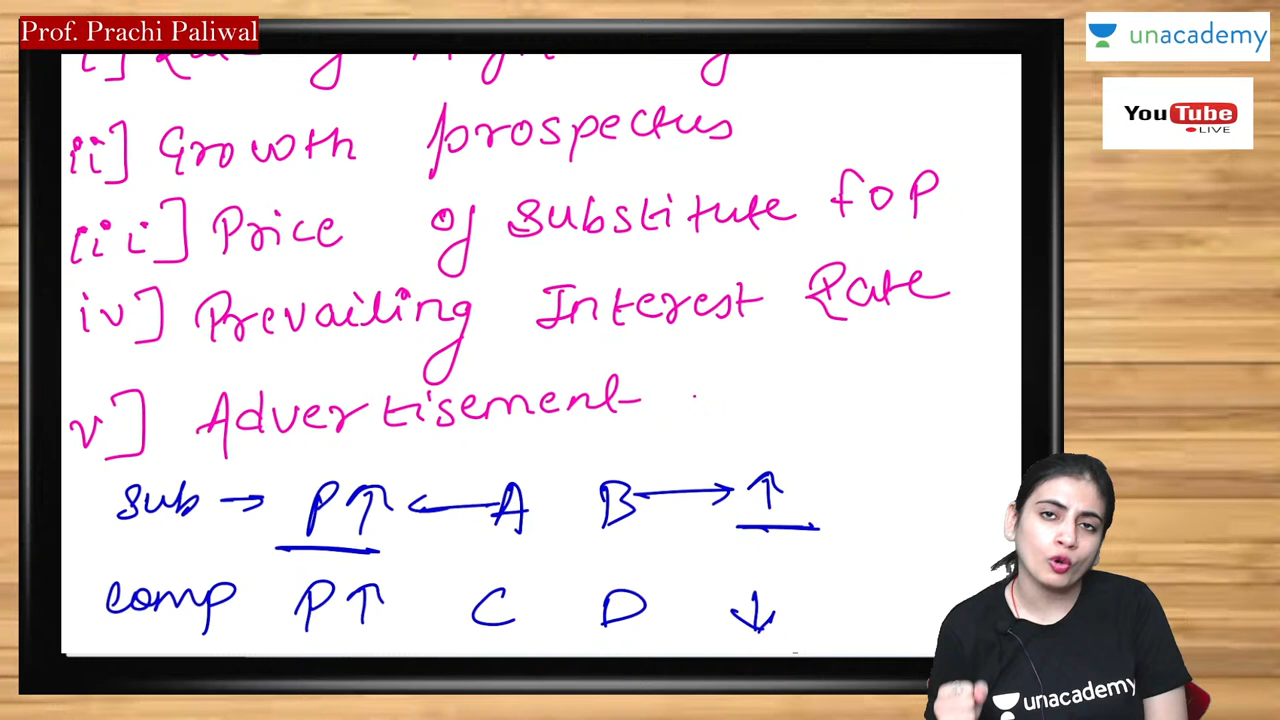 Prof. Prachi Paliwal
unacademy
YouTube
LIVE
ii] Growth prospectus
iii] Price of substitute FOP
iv] Prevailing Interest Rate
v] Advertisement
Sub → P↑ ← A B → ↑
comp P↑ C D ↓
unacademy